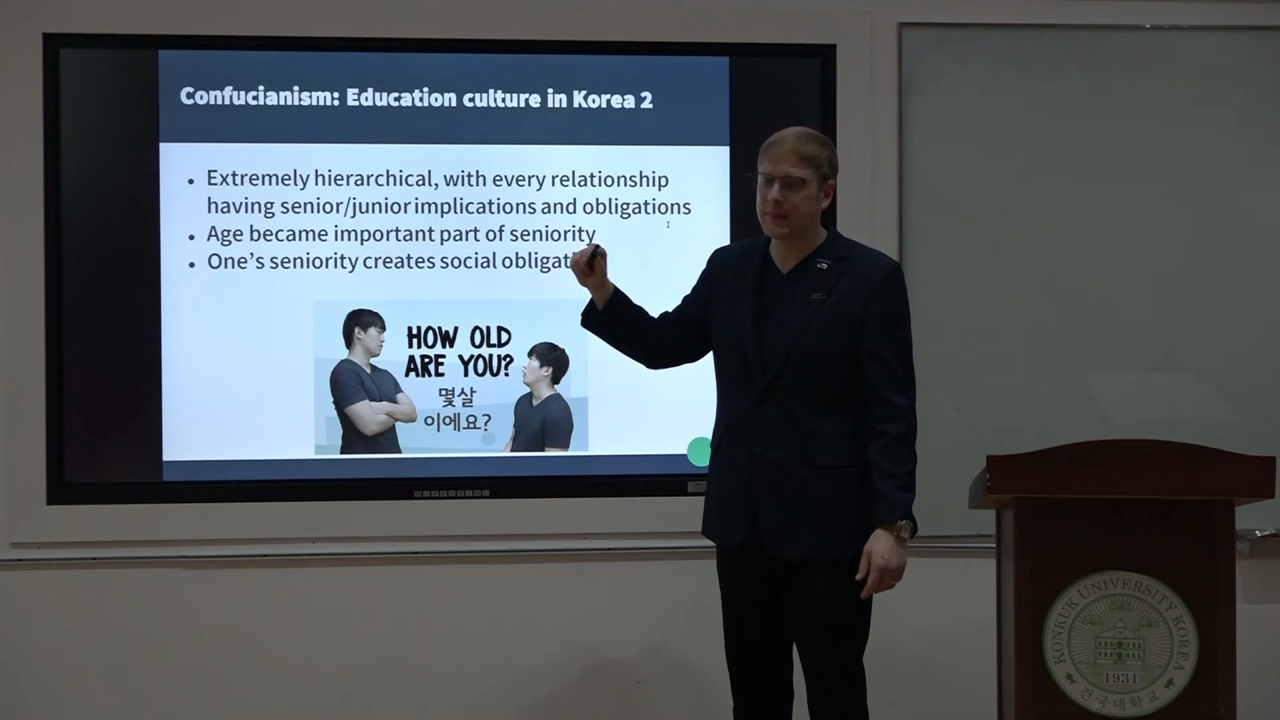 Confucianism: Education culture in Korea 2
• Extremely hierarchical, with every relationship
having senior/junior implications and obligations
• Age became important part of seniority
• One's seniority creates social
HOW OLD
ARE YOU?
몇살
이에요?
KONKUK UNIVERSITY KOREA
1931
건국대학교